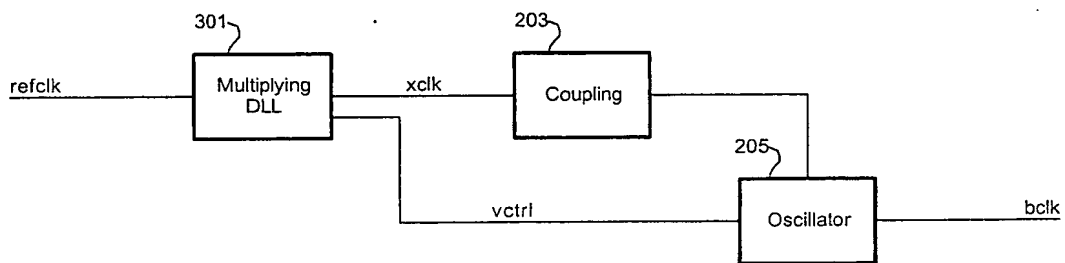 301
203
refclk
Multiplying
DLL
xclk
Coupling
205
vctrl
Oscillator
bclk